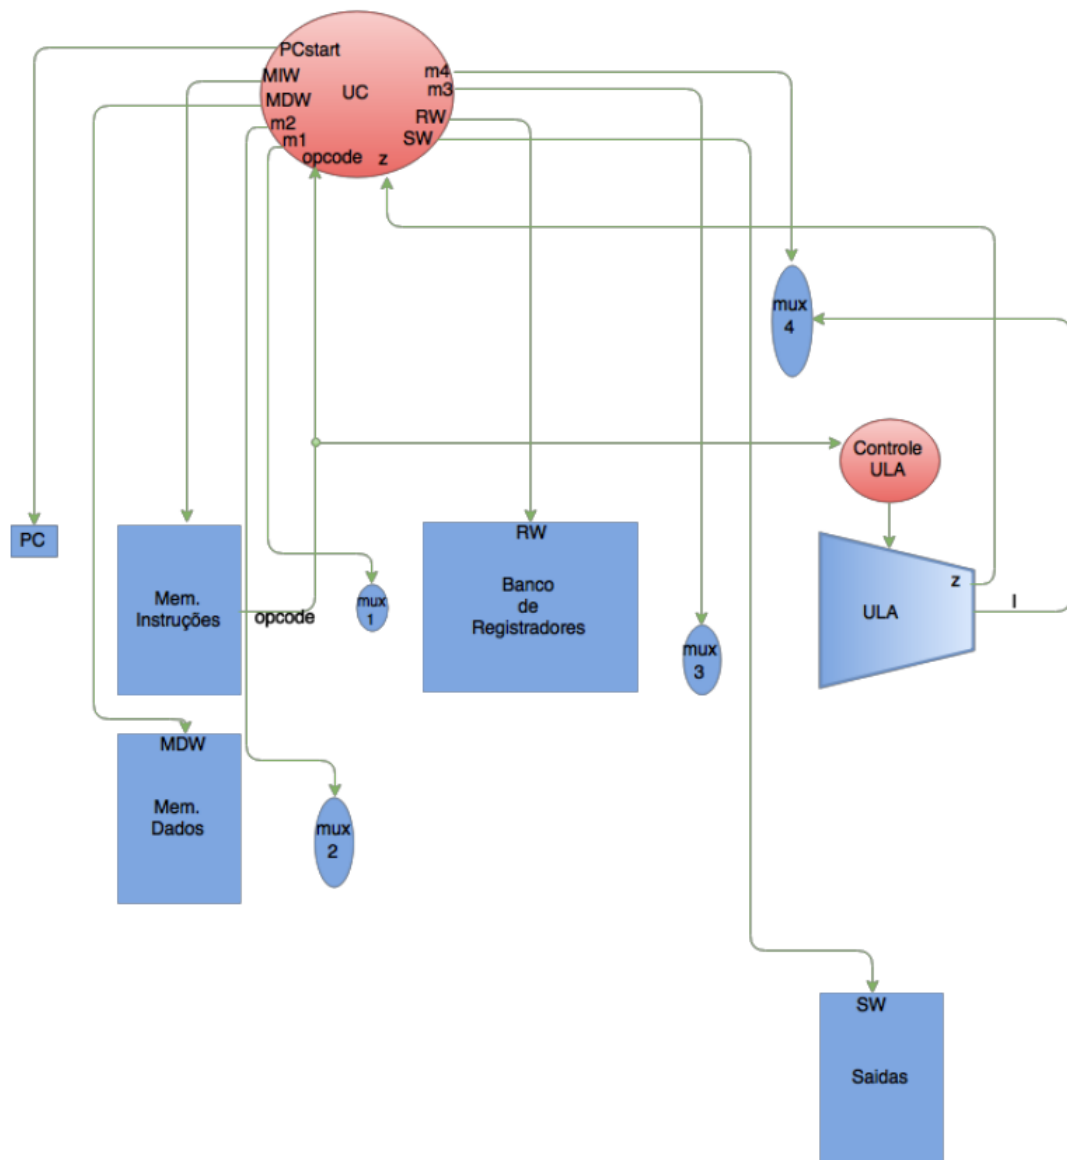 PCstart
MIW
MDW
m2
m1
opcode
z
UC
m4
m3
RW
SW
mux
4
Controle
ULA
PC
Mem.
Instruções
opcode
mux
1
RW
Banco
de
Registradores
mux
3
z
ULA
l
MDW
Mem.
Dados
mux
2
SW
Saidas